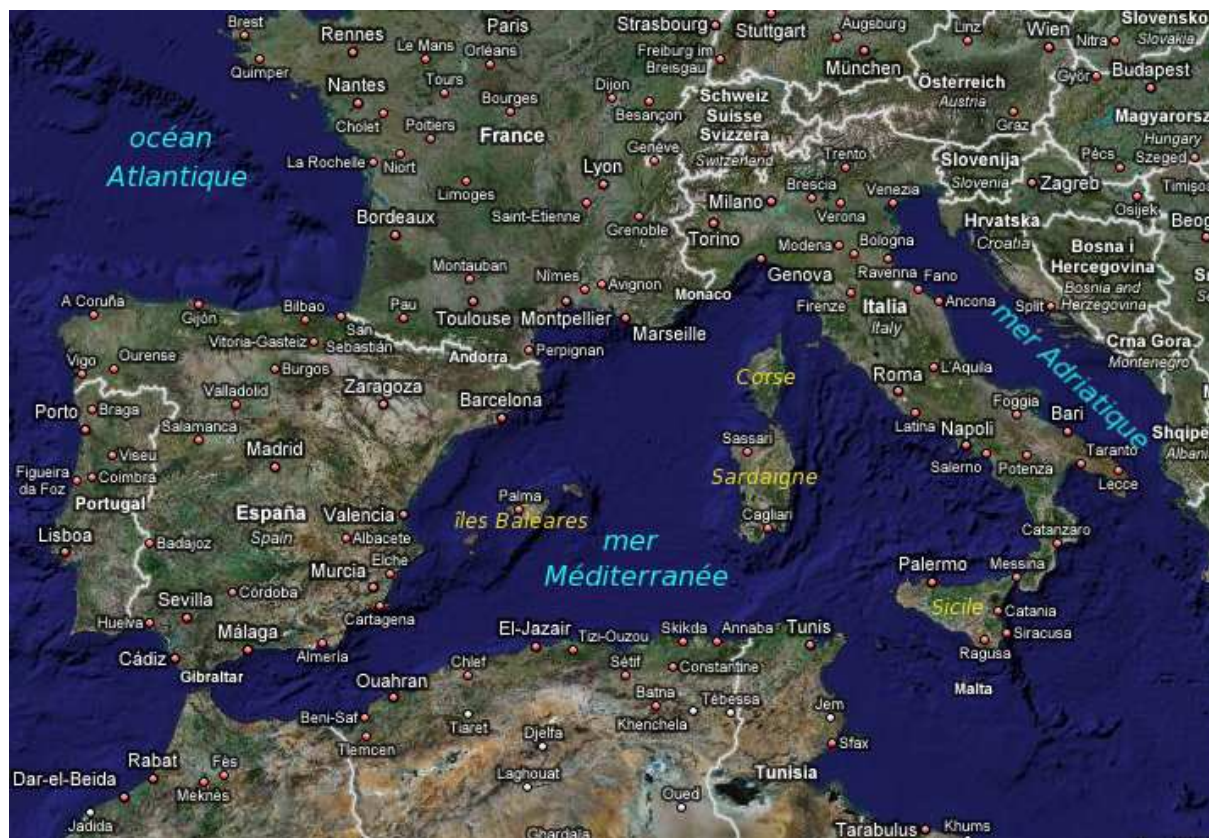 Brest
Paris
Strasbourg
Stuttgart
Augsburg
Linz
Wien
Slovensko
Slovakia
Nitra
Rennes
Le Mans
Orléans
Freiburg im
Breisgau
München
Österreich
Austria
Györ
Budapest
Quimper
Nantes
Tours
Bourges
Dijon
Besançon
Schweiz
Suisse
Svizzera
Switzerland
Graz
Magyarorsz
Hungary
océan
Atlantique
Cholet
Poitiers
France
Genève
Trento
Slovenija
Slovenia
Pécs
Szeged
La Rochelle
Niort
Limoges
Lyon
Brescia
Venezia
Zagreb
Timişo
Bordeaux
Saint-Etienne
Grenoble
Milano
Verona
Osijek
Torino
Modena
Bologna
Hrvatska
Croatia
Beog
Bosna i
Hercegovina
Bosnia and
Herzegovina
Montauban
Nîmes
Avignon
Monaco
Genova
Ravenna
Fano
A Coruña
Gijón
Bilbao
Pau
Toulouse
Montpellier
Marseille
Firenze
Italia
Italy
Ancona
Split
San
Sebastián
Vitoria-Gasteiz
Andorra
Perpignan
mer Adriatique
Crna Gora
Montenegro
Vigo
Ourense
Burgos
Valladolid
Zaragoza
Barcelona
Corse
Roma
L'Aquila
Porto
Braga
Salamanca
Latina
Napoli
Foggia
Bari
Shqipe
Albani
Viseu
Madrid
Sassari
Figueira
da Foz
Coimbra
Salerno
Potenza
Taranto
Lecce
Portugal
España
Spain
Valencia
Palma
îles Baléares
Sardaigne
Cagliari
Lisboa
Badajoz
Albacete
mer
Méditerranée
Catanzaro
Elche
Murcia
Palermo
Messina
Sevilla
Córdoba
Cartagena
Sicile
Catania
Huelva
Málaga
Almería
El-Jazair
Tizi-Ouzou
Skikda
Annaba
Tunis
Siracusa
Ragusa
Cádiz
Gibraltar
Chlef
Sétif
Constantine
Malta
Ouahran
Batna
Tébessa
Beni-Saf
Tiaret
Khenchela
Jem
Tlemcen
Djelfa
Sfax
Rabat
Fès
Dar-el-Beida
Meknès
Laghouat
Oued
Tunisia
Jadida
Ghardaïa
Tarabulus
Khums